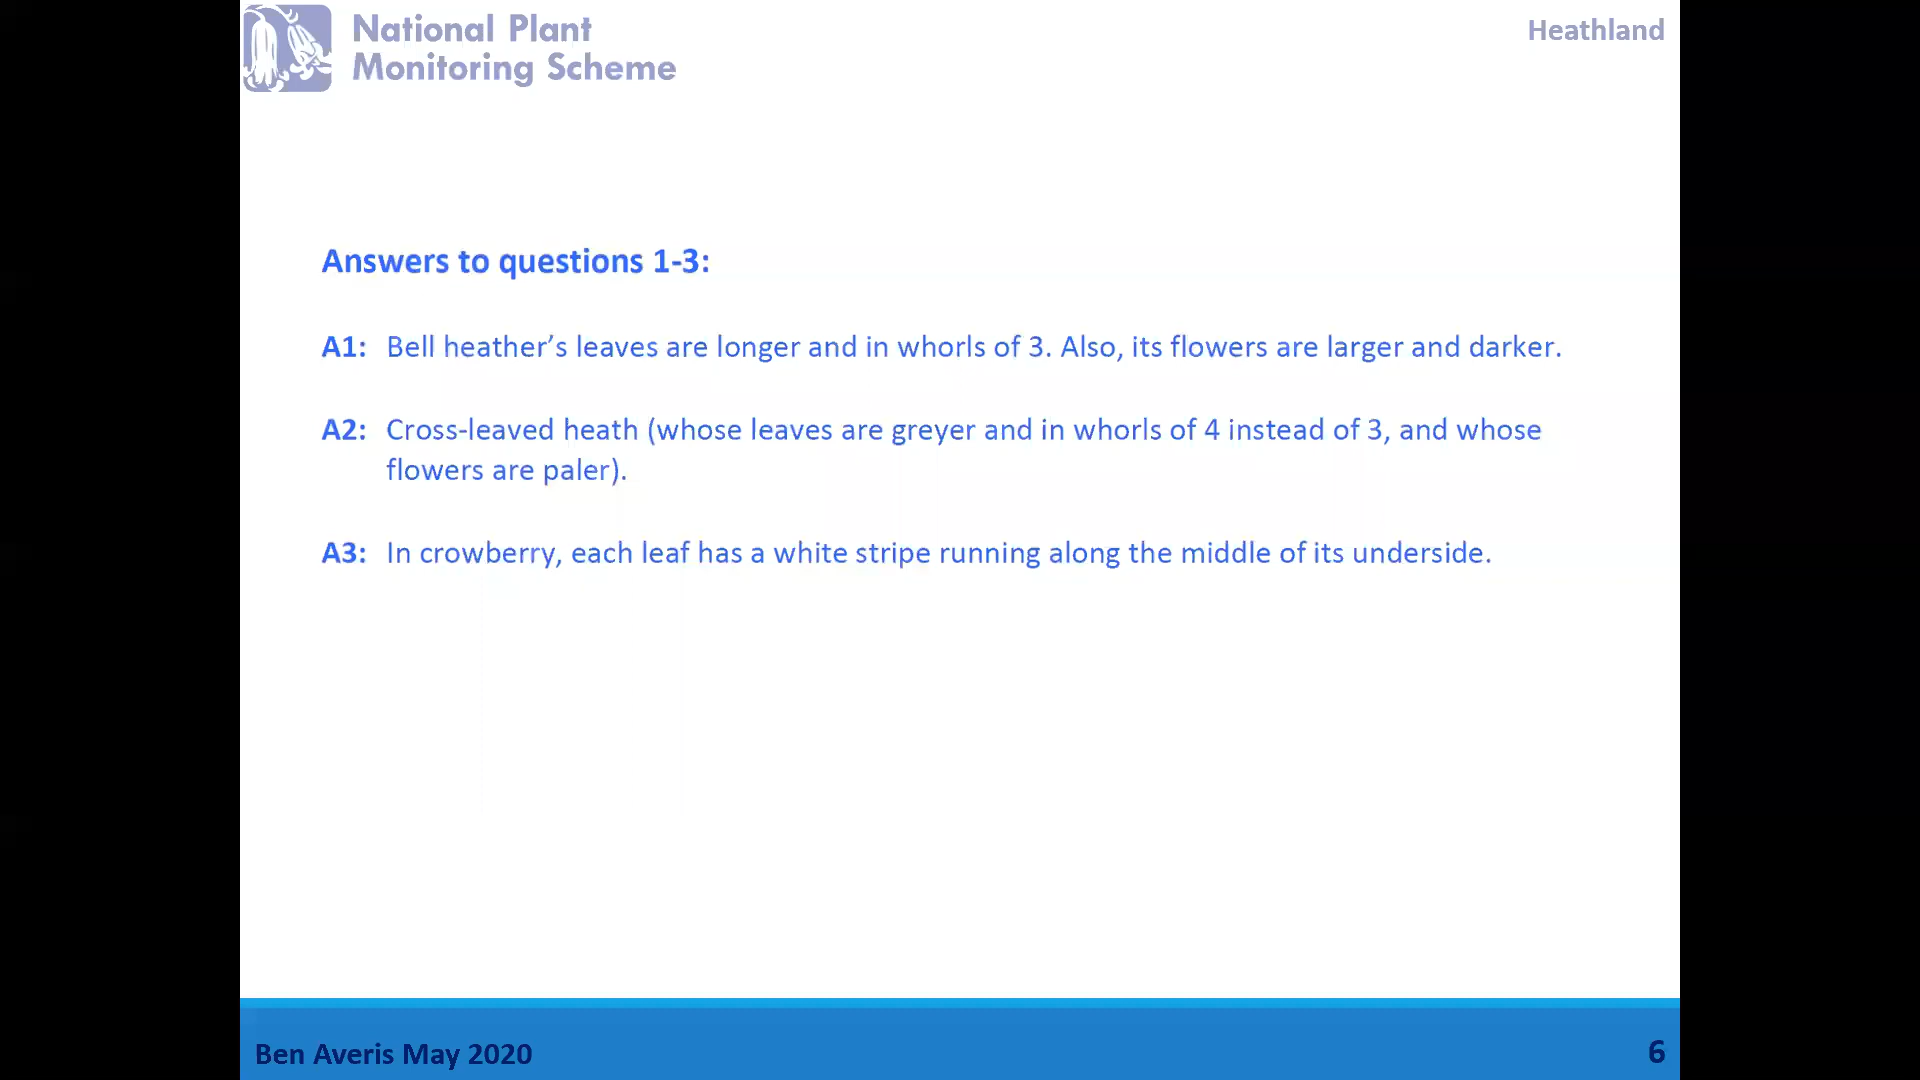 National Plant
Monitoring Scheme
Heathland
Answers to questions 1-3:
A1: Bell heather’s leaves are longer and in whorls of 3. Also, its flowers are larger and darker.
A2: Cross-leaved heath (whose leaves are greyer and in whorls of 4 instead of 3, and whose
flowers are paler).
A3: In crowberry, each leaf has a white stripe running along the middle of its underside.
Ben Averis May 2020
6